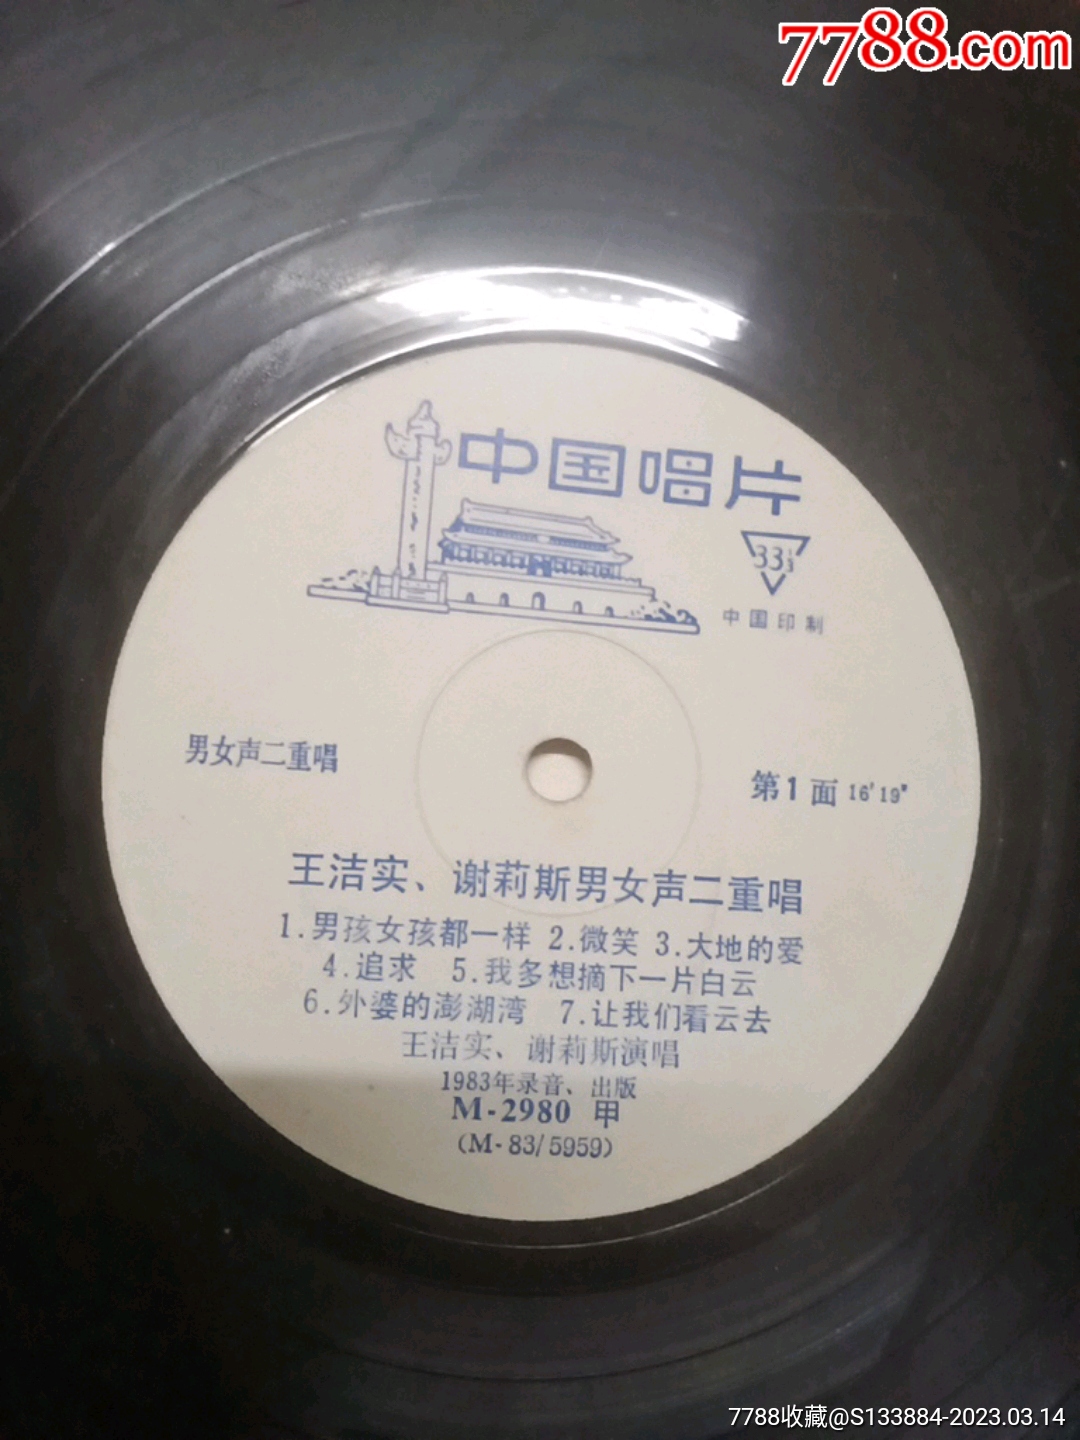 7788.com
中国唱片
33 1/3
中国印制
男女声二重唱
第1面 16′19″
王洁实、谢莉斯男女声二重唱
1.男孩女孩都一样 2.微笑 3.大地的爱
4.追求 5.我多想摘下一片白云
6.外婆的澎湖湾 7.让我们看云去
王洁实、谢莉斯演唱
1983年录音、出版
M-2980 甲
(M-83/5959)
7788收藏@S133884-2023.03.14